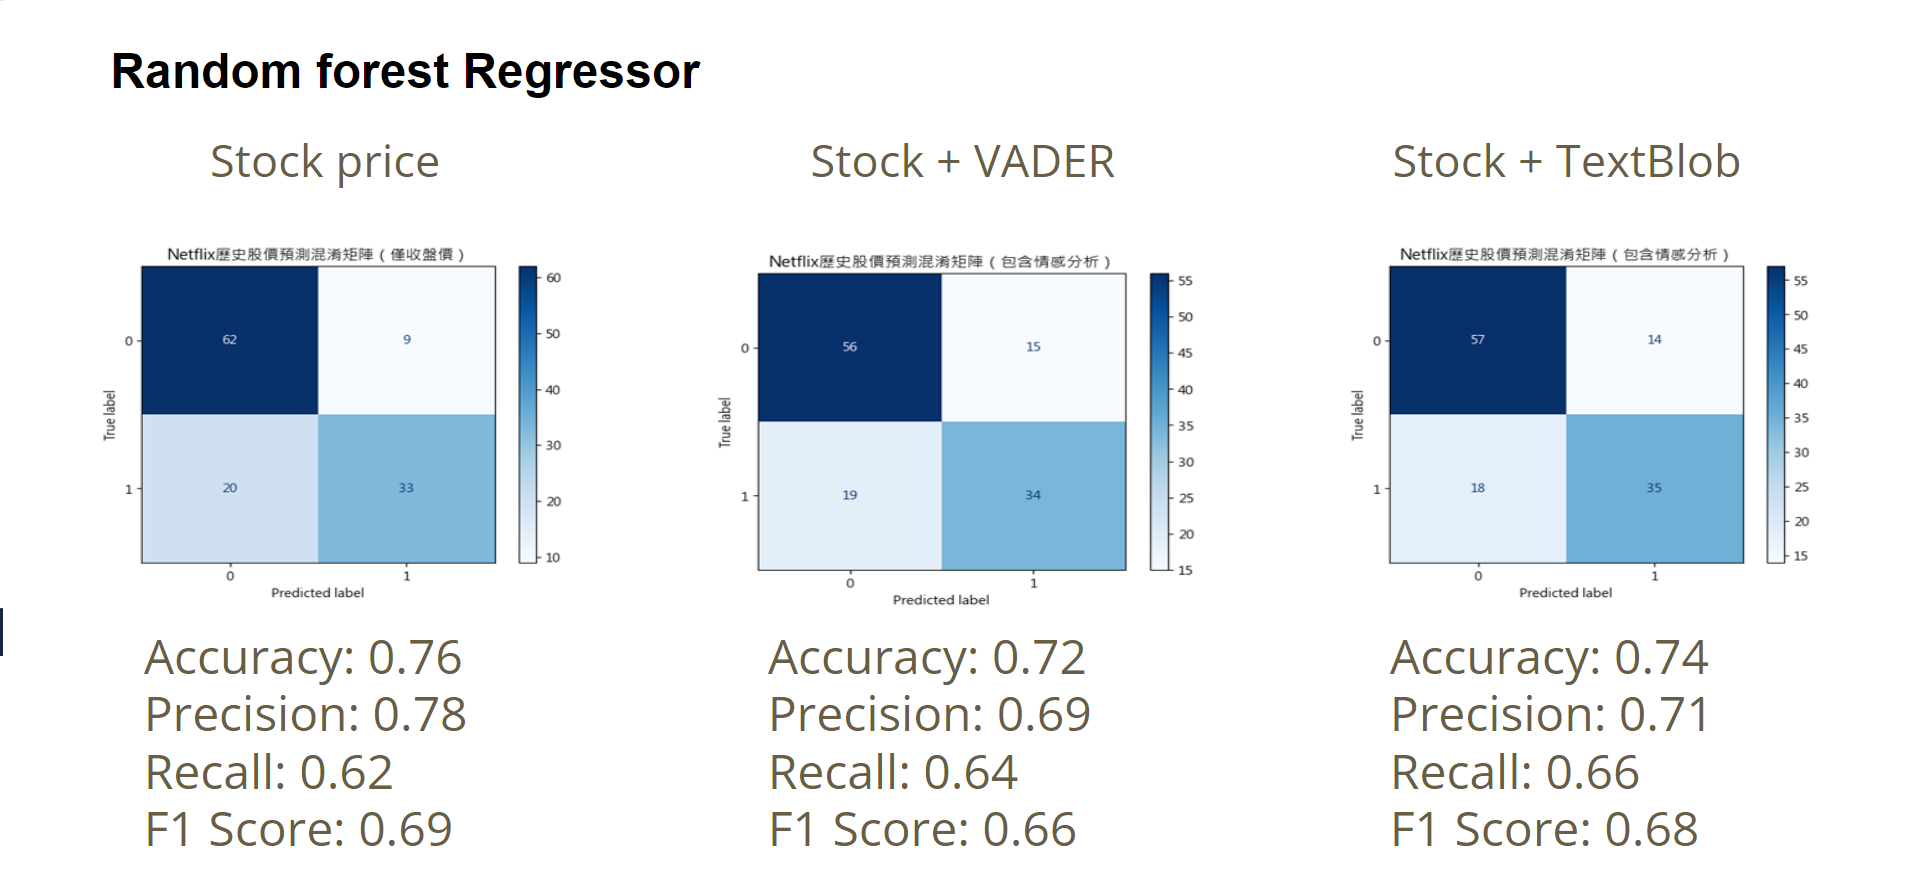 Random forest Regressor
Stock price
Netflix歷史股價預測混淆矩陣（僅收盤價）
0
62
9
60
50
40
30
20
10
True label
1
20
33
0
1
Predicted label
Accuracy: 0.76
Precision: 0.78
Recall: 0.62
F1 Score: 0.69
Stock + VADER
Netflix歷史股價預測混淆矩陣（包含情感分析）
0
56
15
55
50
45
40
35
30
25
20
15
True label
1
19
34
0
1
Predicted label
Accuracy: 0.72
Precision: 0.69
Recall: 0.64
F1 Score: 0.66
Stock + TextBlob
Netflix歷史股價預測混淆矩陣（包含情感分析）
0
57
14
55
50
45
40
35
30
25
20
15
True label
1
18
35
0
1
Predicted label
Accuracy: 0.74
Precision: 0.71
Recall: 0.66
F1 Score: 0.68